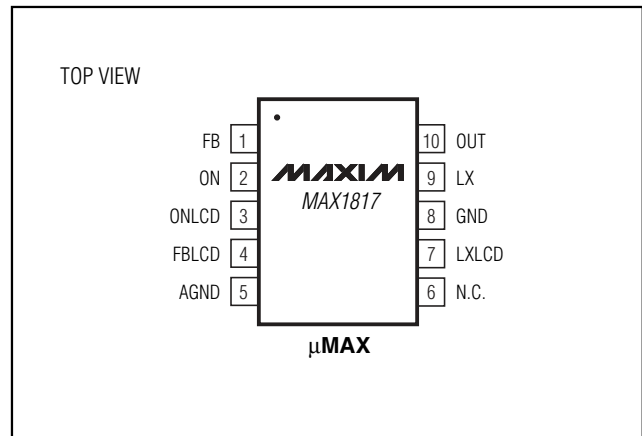 TOP VIEW
FB 1
10 OUT
ON 2
MAXIM
9 LX
MAX1817
ONLCD 3
8 GND
FBLCD 4
7 LXLCD
AGND 5
6 N.C.
µMAX